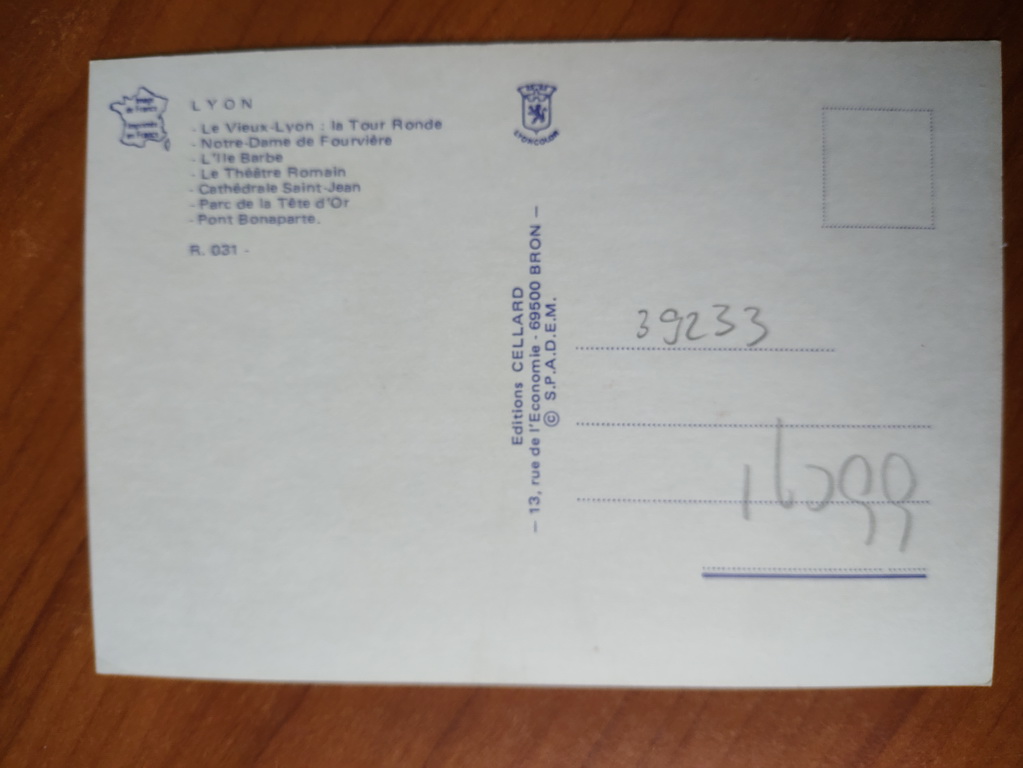 LYON
- Le Vieux-Lyon : la Tour Ronde
- Notre-Dame de Fourvière
- L'Ile Barbe
- Le Théâtre Romain
- Cathédrale Saint-Jean
- Parc de la Tête d'Or
- Pont Bonaparte.
R. 031 -
LYONCOLOR
Editions CELLARD
— 13, rue de l'Economie - 69500 BRON —
© S.P.A.D.E.M.
39233